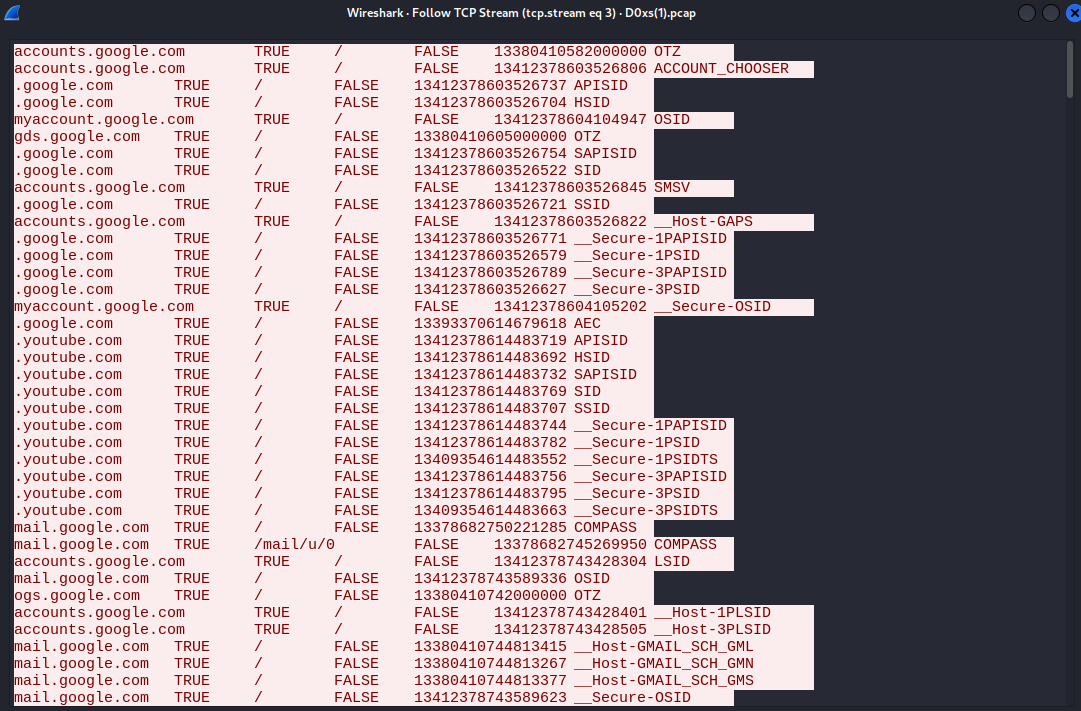 Wireshark · Follow TCP Stream (tcp.stream eq 3) · D0xs(1).pcap
accounts.google.com TRUE / FALSE 13380410582000000 OTZ
accounts.google.com TRUE / FALSE 13412378603526806 ACCOUNT_CHOOSER
.google.com TRUE / FALSE 13412378603526737 APISID
.google.com TRUE / FALSE 13412378603526704 HSID
myaccount.google.com TRUE / FALSE 13412378604104947 OSID
gds.google.com TRUE / FALSE 13380410605000000 OTZ
.google.com TRUE / FALSE 13412378603526754 SAPISID
.google.com TRUE / FALSE 13412378603526522 SID
accounts.google.com TRUE / FALSE 13412378603526845 SMSV
.google.com TRUE / FALSE 13412378603526721 SSID
accounts.google.com TRUE / FALSE 13412378603526822 __Host-GAPS
.google.com TRUE / FALSE 13412378603526771 __Secure-1PAPISID
.google.com TRUE / FALSE 13412378603526579 __Secure-1PSID
.google.com TRUE / FALSE 13412378603526789 __Secure-3PAPISID
.google.com TRUE / FALSE 13412378603526627 __Secure-3PSID
myaccount.google.com TRUE / FALSE 13412378604105202 __Secure-OSID
.google.com TRUE / FALSE 13393370614679618 AEC
.youtube.com TRUE / FALSE 13412378614483719 APISID
.youtube.com TRUE / FALSE 13412378614483692 HSID
.youtube.com TRUE / FALSE 13412378614483732 SAPISID
.youtube.com TRUE / FALSE 13412378614483769 SID
.youtube.com TRUE / FALSE 13412378614483707 SSID
.youtube.com TRUE / FALSE 13412378614483744 __Secure-1PAPISID
.youtube.com TRUE / FALSE 13412378614483782 __Secure-1PSID
.youtube.com TRUE / FALSE 13409354614483552 __Secure-1PSIDTS
.youtube.com TRUE / FALSE 13412378614483756 __Secure-3PAPISID
.youtube.com TRUE / FALSE 13412378614483795 __Secure-3PSID
.youtube.com TRUE / FALSE 13409354614483663 __Secure-3PSIDTS
mail.google.com TRUE / FALSE 13378682750221285 COMPASS
mail.google.com TRUE /mail/u/0 FALSE 13378682745269950 COMPASS
accounts.google.com TRUE / FALSE 13412378743428304 LSID
mail.google.com TRUE / FALSE 13412378743589336 OSID
ogs.google.com TRUE / FALSE 13380410742000000 OTZ
accounts.google.com TRUE / FALSE 13412378743428401 __Host-1PLSID
accounts.google.com TRUE / FALSE 13412378743428505 __Host-3PLSID
mail.google.com TRUE / FALSE 13380410744813415 __Host-GMAIL_SCH_GML
mail.google.com TRUE / FALSE 13380410744813267 __Host-GMAIL_SCH_GMN
mail.google.com TRUE / FALSE 13380410744813377 __Host-GMAIL_SCH_GMS
mail.google.com TRUE / FALSE 13412378743589623 __Secure-OSID